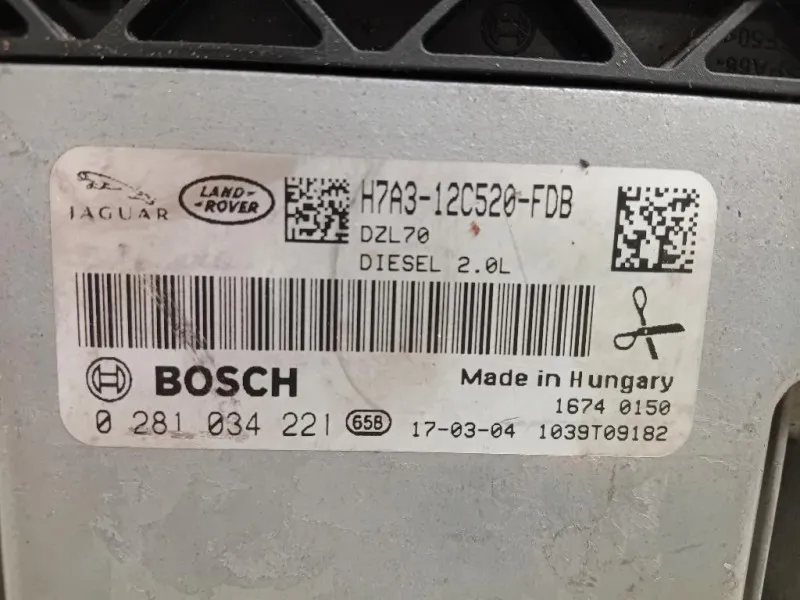 JAGUAR
LAND-
-ROVER
H7A3-12C520-FDB
DZL70
DIESEL 2.0L
BOSCH
Made in Hungary
1674 0150
0 281 034 221 65B 17-03-04 1039T09182